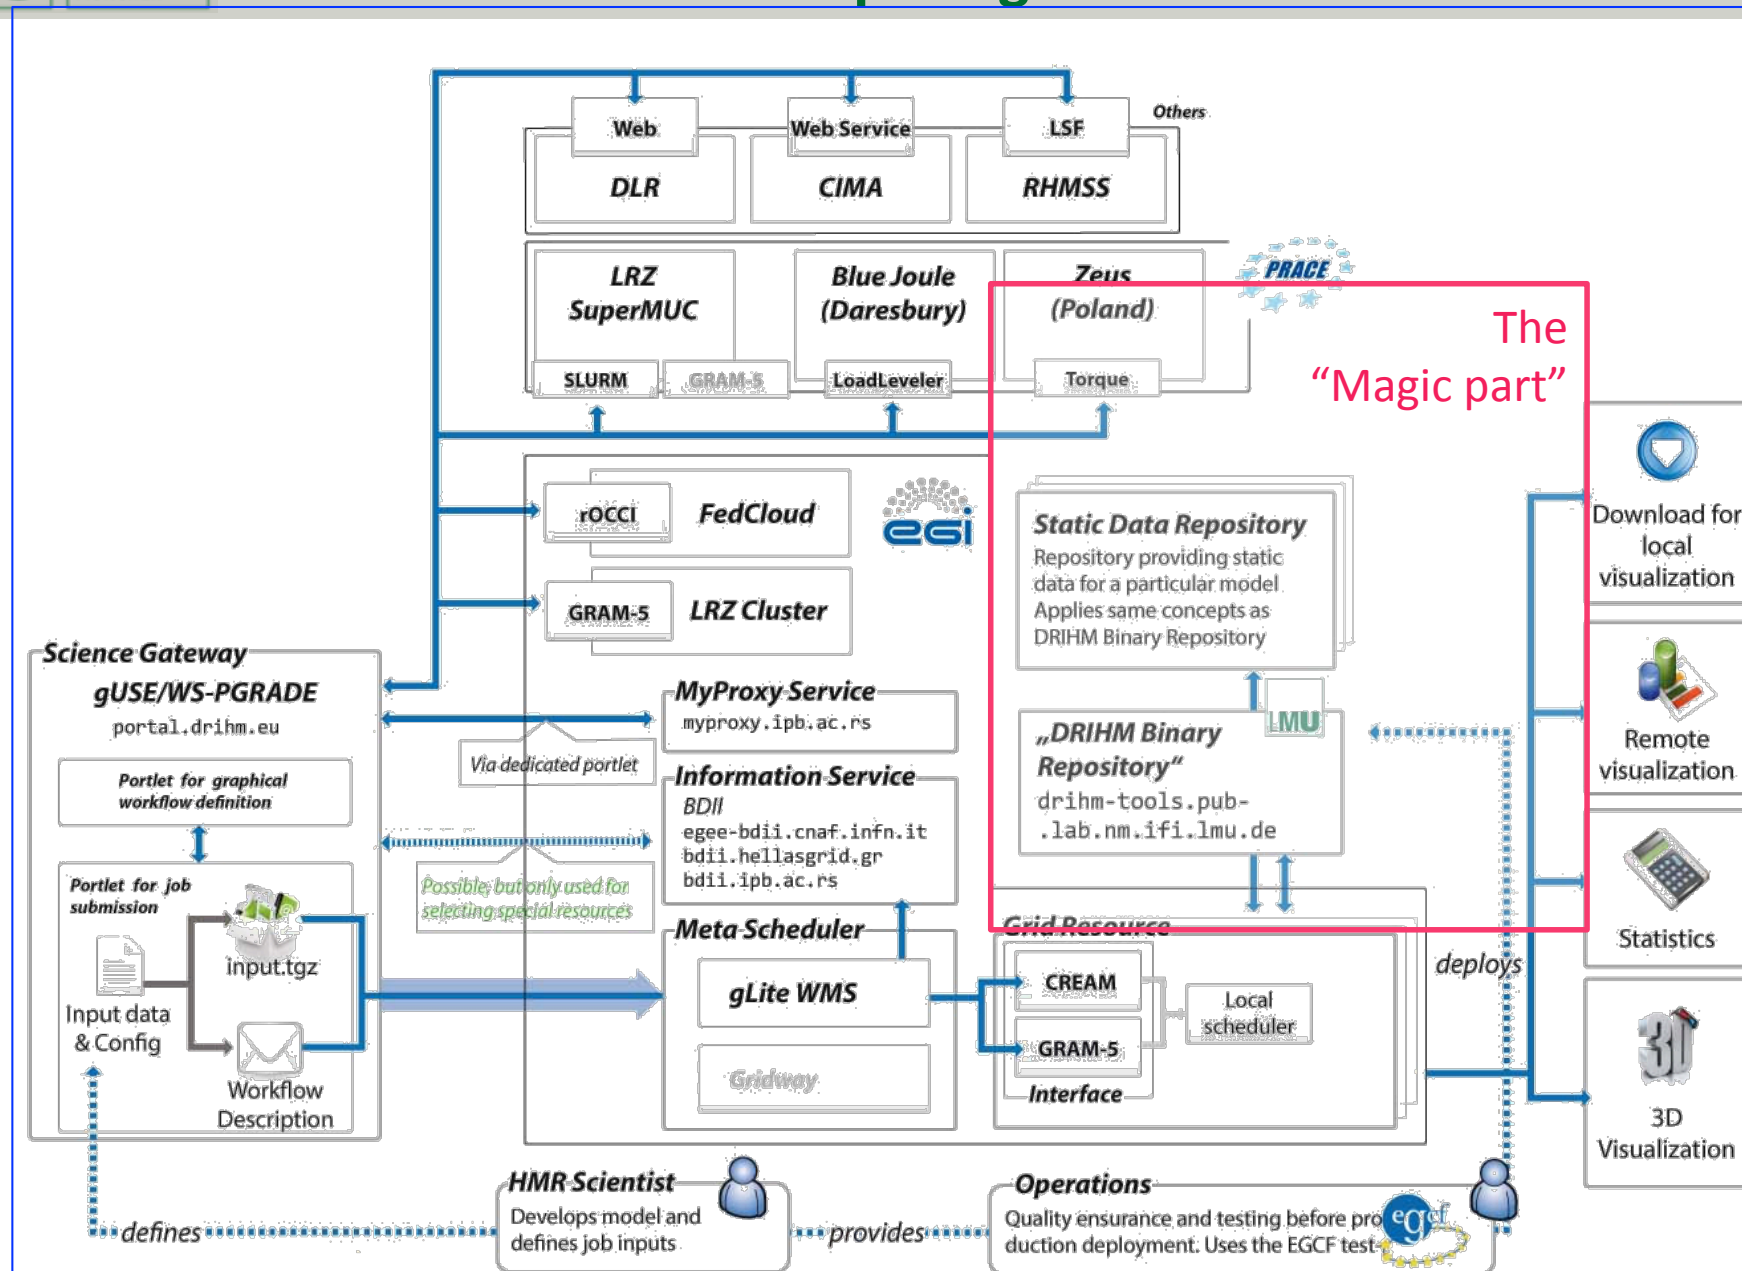 Others
Web
Web Service
LSF
DLR
CIMA
RHMSS
LRZ
SuperMUC
Blue Joule
(Daresbury)
Zeus
(Poland)
PRACE
SLURM
GRAM-5
LoadLeveler
Torque
The
“Magic part”
rOCCI
FedCloud
egi
GRAM-5
LRZ Cluster
Static Data Repository
Repository providing static
data for a particular model
Applies same concepts as
DRIHM Binary Repository
Download for
local
visualization
Science Gateway
gUSE/WS-PGRADE
portal.drihm.eu
MyProxy Service
myproxy.ipb.ac.rs
Via dedicated portlet
LMU
„DRIHM Binary
Repository“
drihm-tools.pub-
.lab.nm.ifi.lmu.de
Remote
visualization
Portlet for graphical
workflow definition
Information Service
BDII
egee-bdii.cnaf.infn.it
bdii.hellasgrid.gr
bdii.ipb.ac.rs
Possible, but only used for
selecting special resources
Portlet for job
submission
input.tgz
Input data
& Config
Workflow
Description
Meta Scheduler
gLite WMS
Gridway
Grid Resource
CREAM
GRAM-5
Interface
Local
scheduler
deploys
Statistics
3D
3D
Visualization
HMR Scientist
Develops model and
defines job inputs
defines
provides
Operations
Quality ensurance and testing before pro
duction deployment. Uses the EGCF test-
egcf